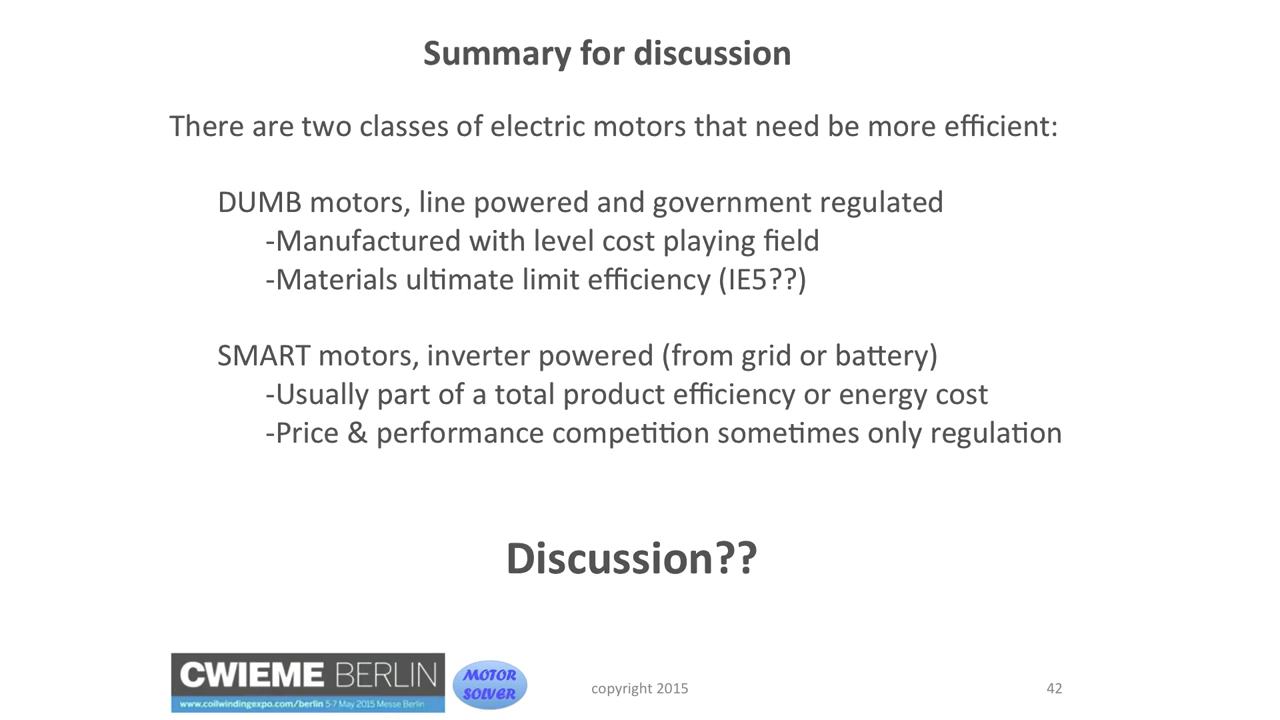 Summary for discussion
There are two classes of electric motors that need be more efficient:
DUMB motors, line powered and government regulated
-Manufactured with level cost playing field
-Materials ultimate limit efficiency (IE5??)
SMART motors, inverter powered (from grid or battery)
-Usually part of a total product efficiency or energy cost
-Price & performance competition sometimes only regulation
Discussion??
CWIEME BERLIN
www.coilwindingexpo.com/berlin 5-7 May 2015 Messe Berlin
MOTOR
SOLVER
copyright 2015
42